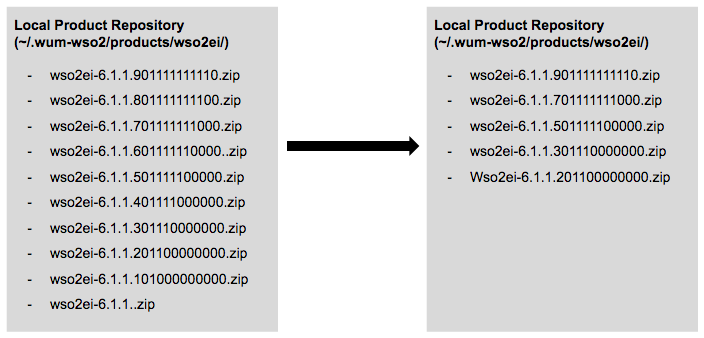 Local Product Repository
(~/.wum-wso2/products/wso2ei/)
- wso2ei-6.1.1.901111111110.zip
- wso2ei-6.1.1.801111111100.zip
- wso2ei-6.1.1.701111111000.zip
- wso2ei-6.1.1.601111110000..zip
- wso2ei-6.1.1.501111100000.zip
- wso2ei-6.1.1.401111000000.zip
- wso2ei-6.1.1.301110000000.zip
- wso2ei-6.1.1.201100000000.zip
- wso2ei-6.1.1.101000000000.zip
- wso2ei-6.1.1..zip
Local Product Repository
(~/.wum-wso2/products/wso2ei/)
- wso2ei-6.1.1.901111111110.zip
- wso2ei-6.1.1.701111111000.zip
- wso2ei-6.1.1.501111100000.zip
- wso2ei-6.1.1.301110000000.zip
- Wso2ei-6.1.1.201100000000.zip